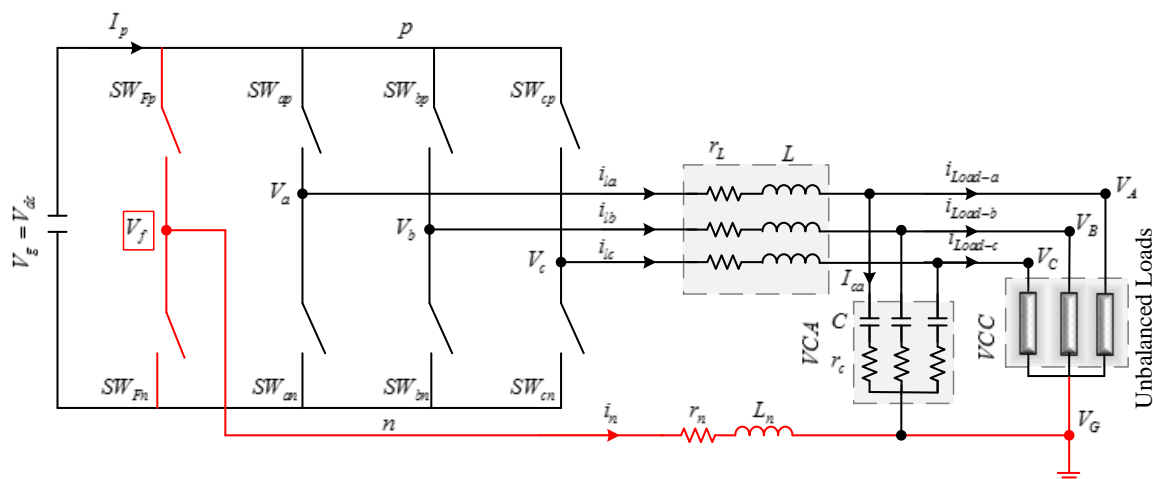 I_p
p
SW_Fp
SW_ap
SW_bp
SW_cp
V_g = V_dc
V_f
V_a
V_b
V_c
i_la
i_lb
i_lc
r_L
L
i_Load-a
i_Load-b
i_Load-c
V_A
V_B
V_C
I_ca
VCA
C
r_c
VCC
Unbalanced Loads
SW_Fn
SW_an
SW_bn
SW_cn
n
i_n
r_n
L_n
V_G